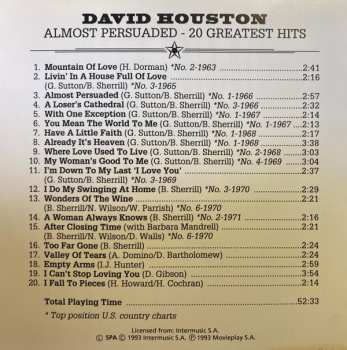 DAVID HOUSTON
ALMOST PERSUADED - 20 GREATEST HITS
1. Mountain Of Love (H. Dorman) *No. 2-1963 2:41
2. Livin' In A House Full Of Love 2:16
(G. Sutton/B. Sherrill) *No. 3-1965
3. Almost Persuaded (G. Sutton/B. Sherrill) *No. 1-1966 2:57
4. A Loser's Cathedral (G. Sutton/B. Sherrill) *No. 3-1966 2:32
5. With One Exception (G. Sutton/B. Sherrill) *No. 1-1967 2:14
6. You Mean The World To Me (G. Sutton/B. Sherrill) *No. 1-1967 2:13
7. Have A Little Faith (G. Sutton/B. Sherrill) *No. 1-1968 2:17
8. Already It's Heaven (G. Sutton/B. Sherrill) *No. 1-1968 3:38
9. Where Love Used To Live (G. Sutton/B. Sherrill) *No. 2-1968 3:03
10. My Woman's Good To Me (G. Sutton/B. Sherrill) *No. 4-1969 3:04
11. I'm Down To My Last 'I Love You' 3:13
(G. Sutton/B. Sherrill) *No. 3-1969
12. I Do My Swinging At Home (B. Sherrill) *No. 3-1970 2:29
13. Wonders Of The Wine 3:21
(B. Sherrill/N. Wilson/W. Parrish) *No. 6-1970
14. A Woman Always Knows (B. Sherrill) *No. 2-1971 2:16
15. After Closing Time (with Barbara Mandrell) 2:21
(B. Sherrill/N. Wilson/D. Walls) *No. 6-1970
16. Too Far Gone (B. Sherrill) 2:24
17. Valley Of Tears (A. Domino/D. Bartholomew) 2:31
18. Empty Arms (I.J. Hunter) 2:21
19. I Can't Stop Loving You (D. Gibson) 2:34
20. I Fall To Pieces (H. Howard/H. Cochran) 2:14
Total Playing Time 52:33
* Top position U.S. country charts
Licensed from: Intermusic S.A.
© SPA © 1993 Intermusic S.A. ℗ 1993 Movieplay S.A.